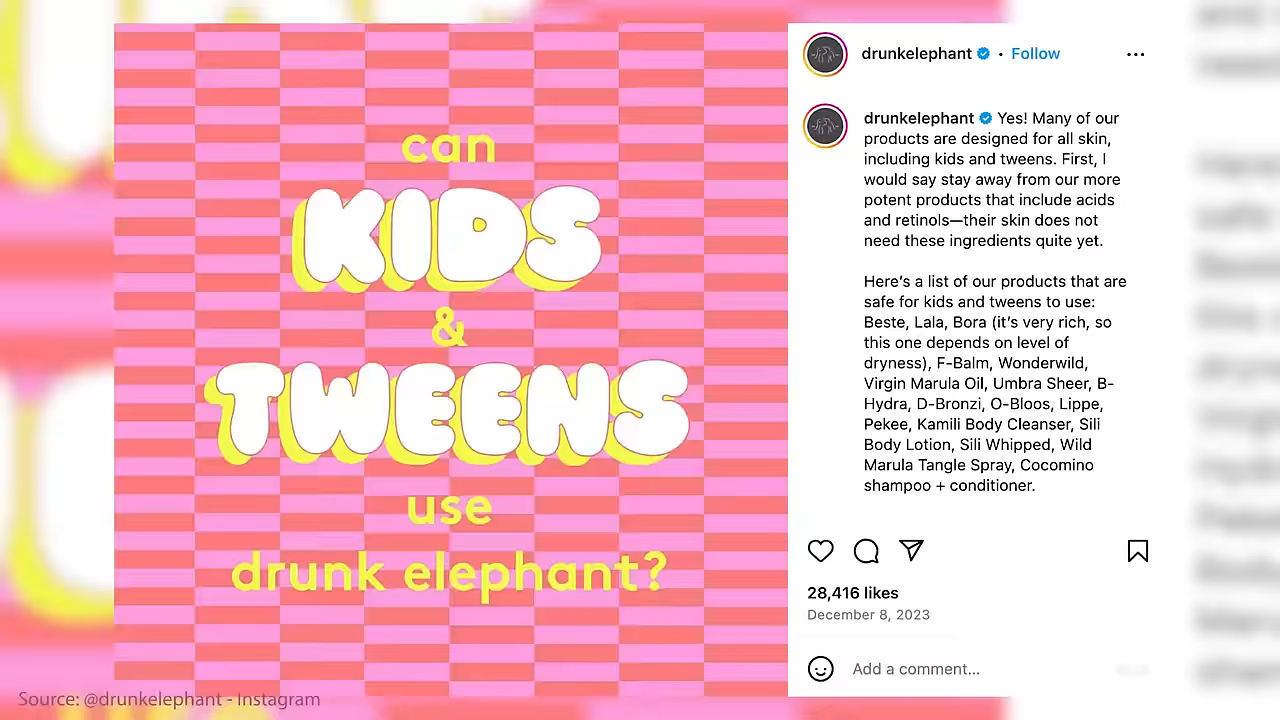 can
KIDS
&
TWEENS
use
drunk elephant?
drunkelephant • Follow
drunkelephant Yes! Many of our
products are designed for all skin,
including kids and tweens. First, I
would say stay away from our more
potent products that include acids
and retinols—their skin does not
need these ingredients quite yet.
Here's a list of our products that are
safe for kids and tweens to use:
Beste, Lala, Bora (it's very rich, so
this one depends on level of
dryness), F-Balm, Wonderwild,
Virgin Marula Oil, Umbra Sheer, B-
Hydra, D-Bronzi, O-Bloos, Lippe,
Pekee, Kamili Body Cleanser, Sili
Body Lotion, Sili Whipped, Wild
Marula Tangle Spray, Cocomino
shampoo + conditioner.
28,416 likes
December 8, 2023
Add a comment...
Source: @drunkelephant - Instagram